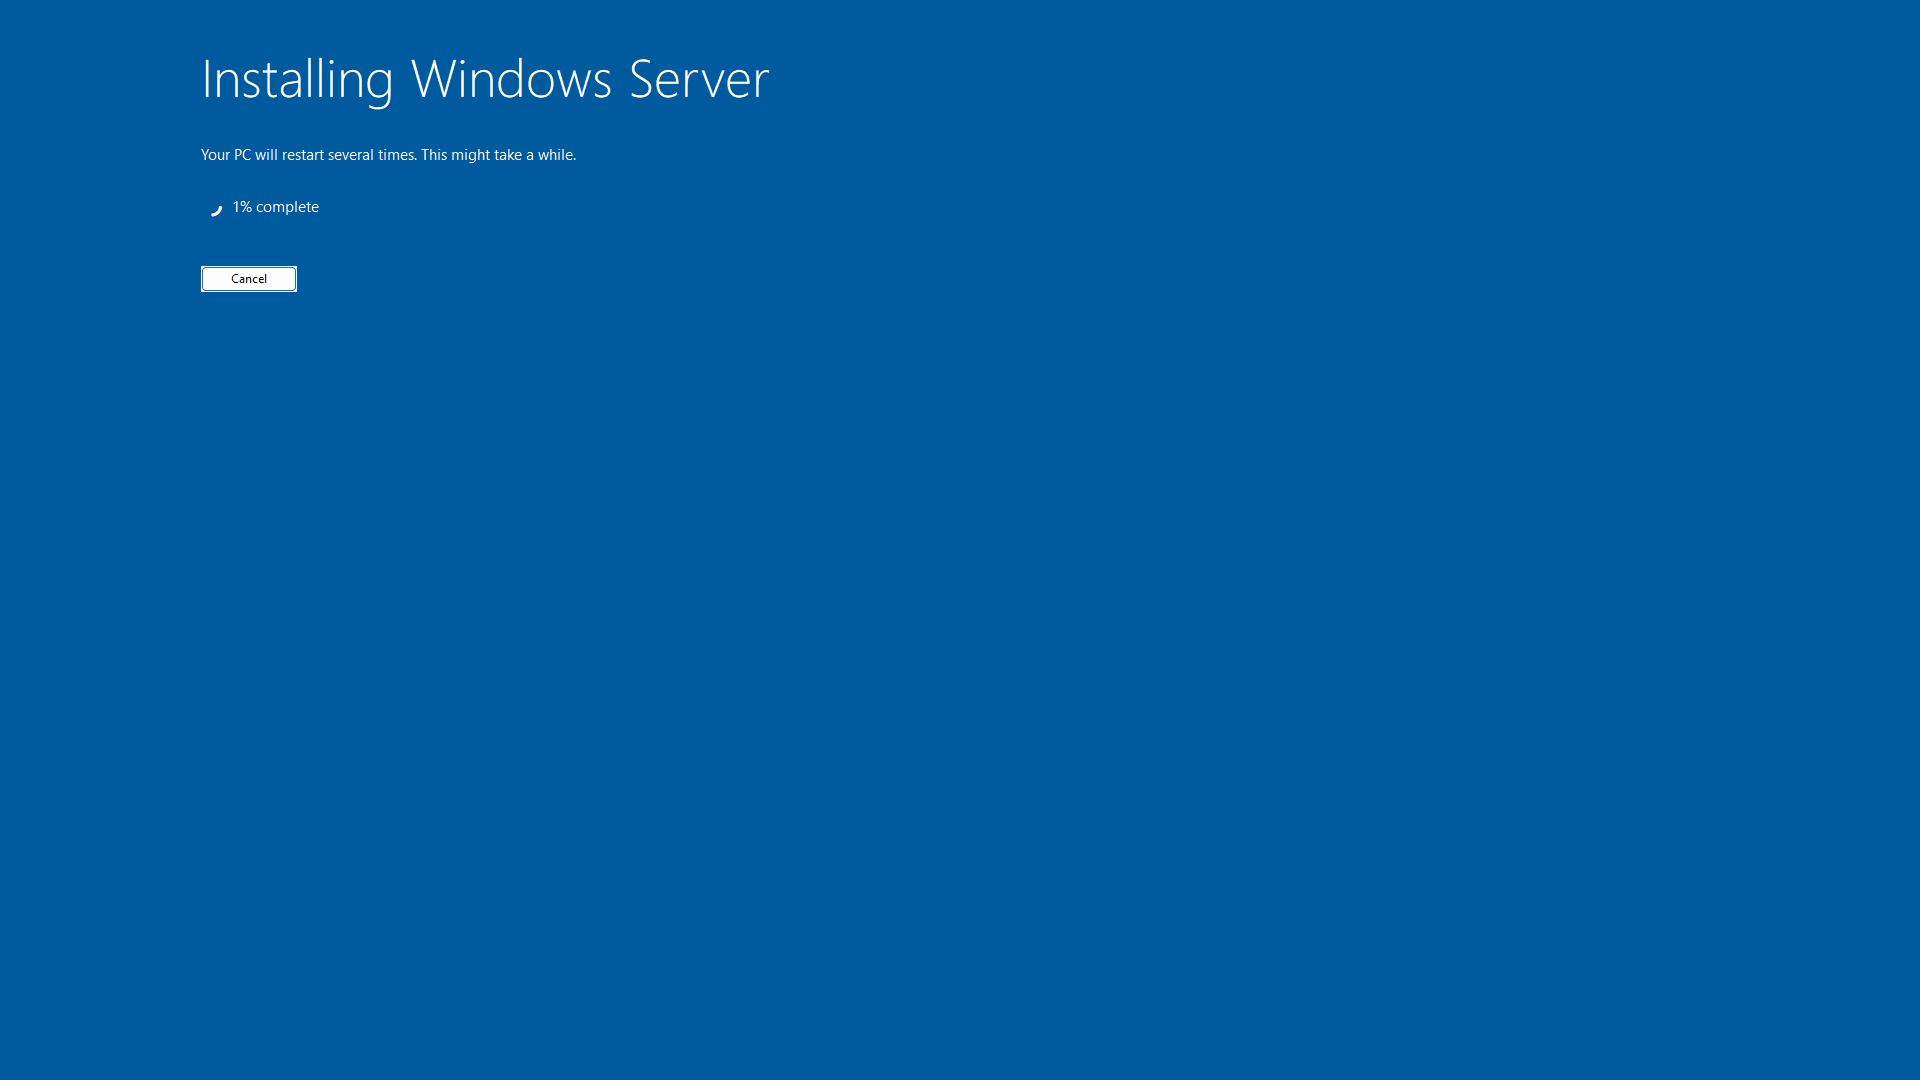 Installing Windows Server
Your PC will restart several times. This might take a while.
1% complete
Cancel